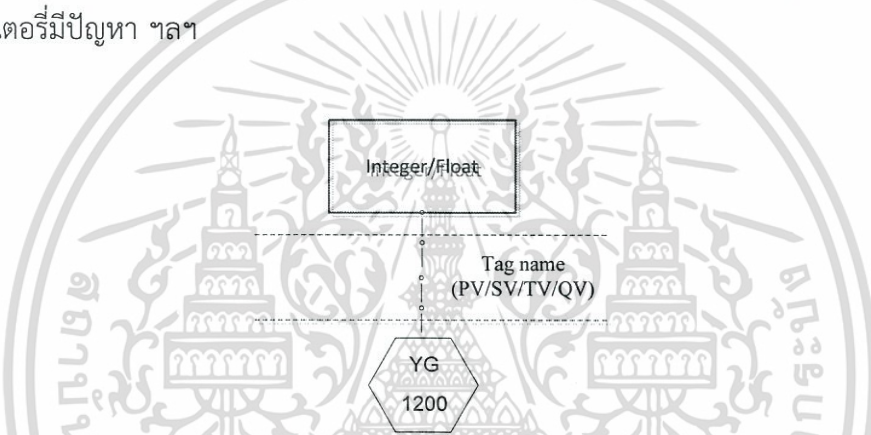 ตอรี่มีปัญหา ฯลฯ
Integer/Float
Tag name
(PV/SV/TV/QV)
YG
1200